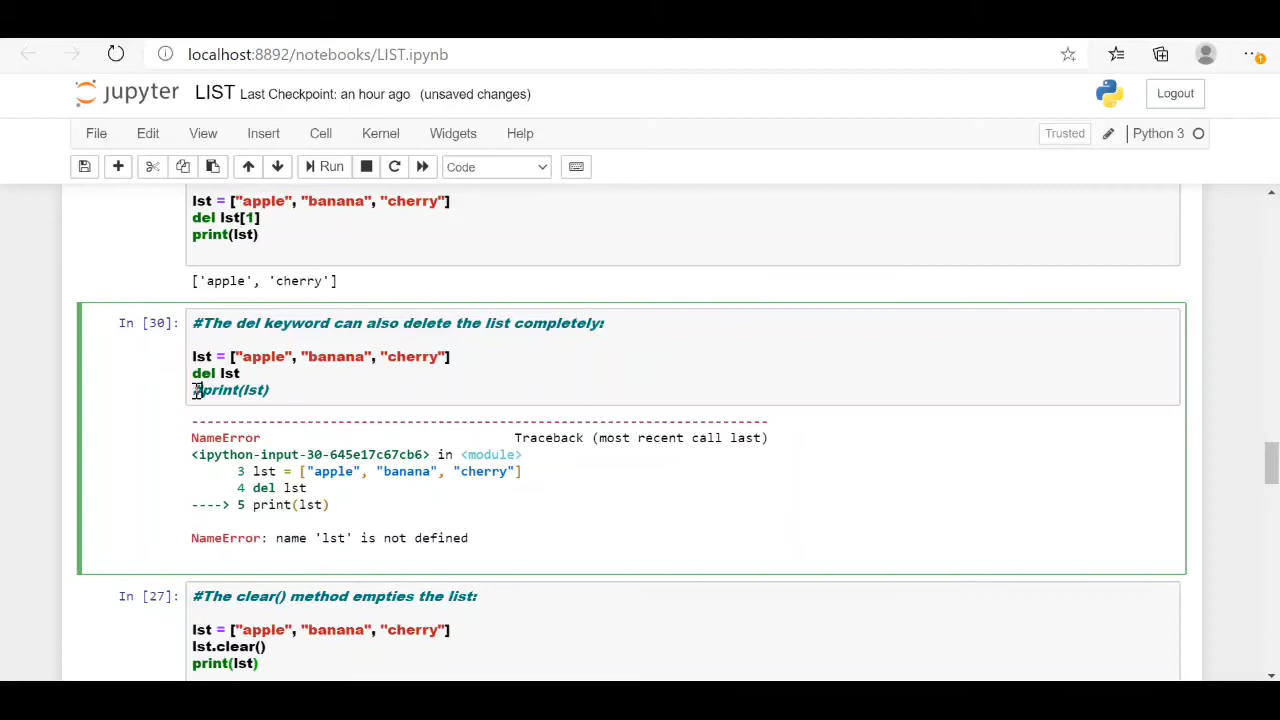 localhost:8892/notebooks/LIST.ipynb
jupyter LIST Last Checkpoint: an hour ago (unsaved changes) Logout
File Edit View Insert Cell Kernel Widgets Help Trusted Python 3
Run Code
lst = ["apple", "banana", "cherry"]
del lst[1]
print(lst)
['apple', 'cherry']
In [30]: #The del keyword can also delete the list completely:
lst = ["apple", "banana", "cherry"]
del lst
#print(lst)
---------------------------------------------------------------------------
NameError Traceback (most recent call last)
<ipython-input-30-645e17c67cb6> in <module>
3 lst = ["apple", "banana", "cherry"]
4 del lst
----> 5 print(lst)
NameError: name 'lst' is not defined
In [27]: #The clear() method empties the list:
lst = ["apple", "banana", "cherry"]
lst.clear()
print(lst)